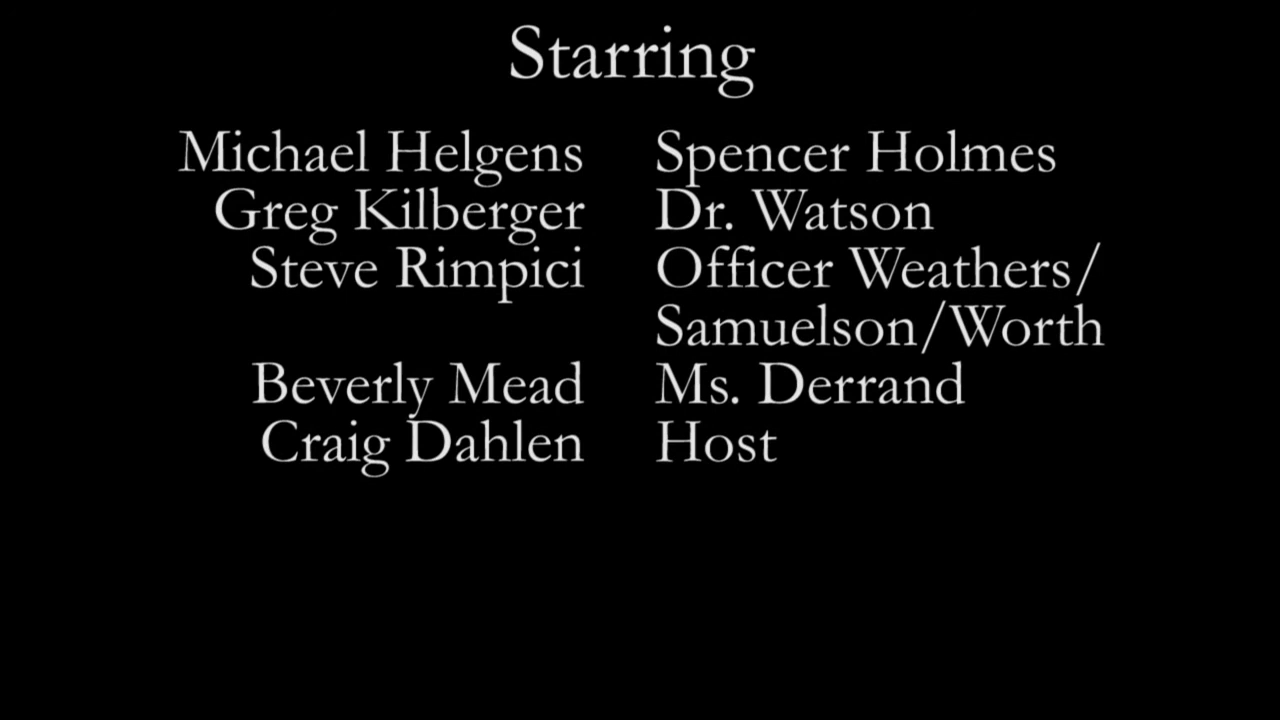 Starring
Michael Helgens Spencer Holmes
Greg Kilberger Dr. Watson
Steve Rimpici Officer Weathers/
Samuelson/Worth
Beverly Mead Ms. Derrand
Craig Dahlen Host